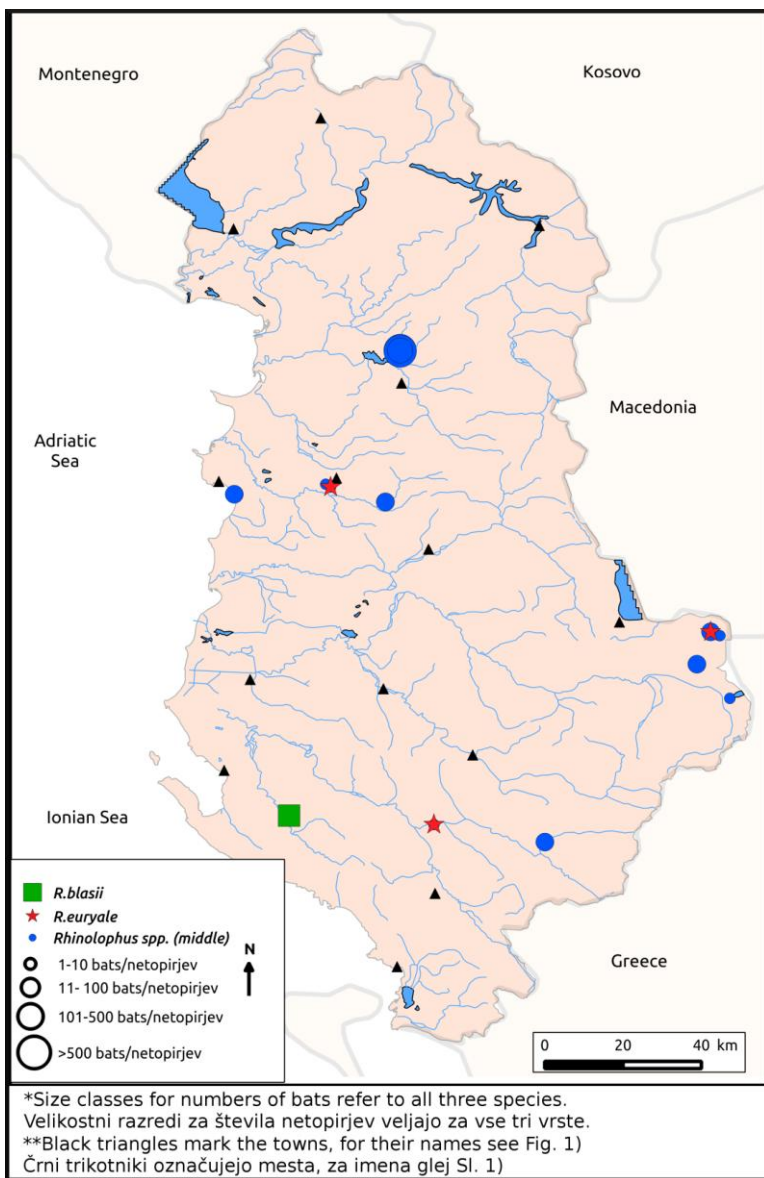 Montenegro
Kosovo
Macedonia
Adriatic
Sea
Ionian Sea
Greece
R.blasii
R.euryale
Rhinolophus spp. (middle)
1-10 bats/netopirjev
11- 100 bats/netopirjev
101-500 bats/netopirjev
>500 bats/netopirjev
N
0 20 40 km
*Size classes for numbers of bats refer to all three species.
Velikostni razredi za števila netopirjev veljajo za vse tri vrste.
**Black triangles mark the towns, for their names see Fig. 1)
Črni trikotniki označujejo mesta, za imena glej Sl. 1)